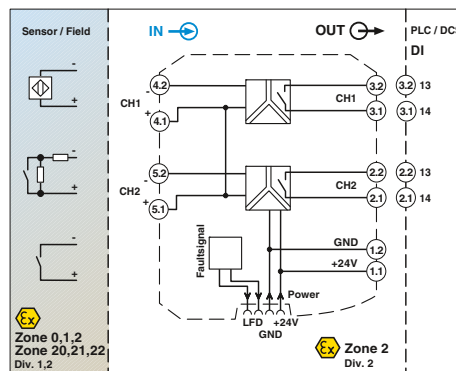 Sensor / Field
IN
OUT
PLC / DCS
DI
-
+
-
+
-
+
4.2
-
CH1
+
4.1
5.2
-
CH2
+
5.1
3.2
CH1
3.1
2.2
CH2
2.1
3.2 13
3.1 14
2.2 13
2.1 14
GND
1.2
+24V
1.1
Faultsignal
Power
LFD +24V
GND
Ex
Zone 0,1,2
Zone 20,21,22
Div. 1,2
Ex
Zone 2
Div. 2